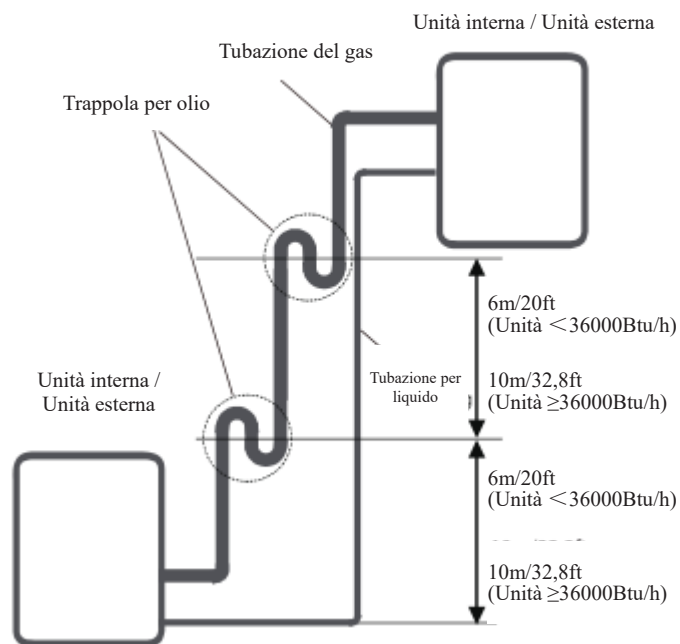 Unità interna / Unità esterna
Tubazione del gas
Trappola per olio
6m/20ft
(Unità <36000Btu/h)
Unità interna /
Unità esterna
Tubazione per
liquido
10m/32,8ft
(Unità ≥36000Btu/h)
6m/20ft
(Unità <36000Btu/h)
10m/32,8ft
(Unità ≥36000Btu/h)